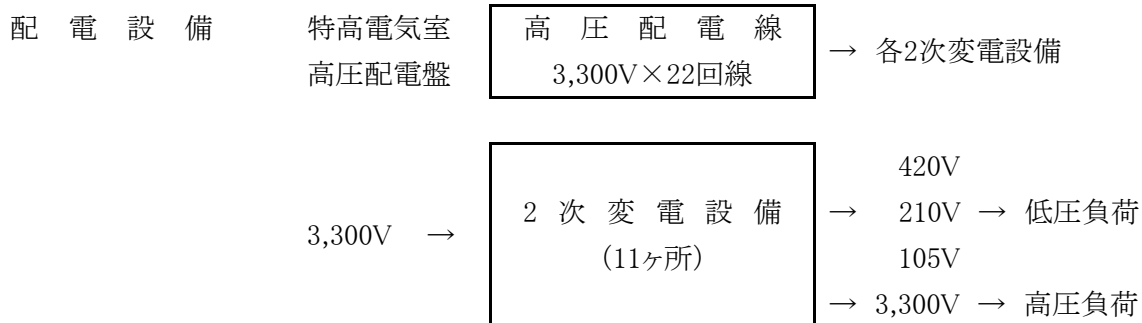 配電設備 特高電気室 高圧配電線
高圧配電盤 3,300V×22回線 → 各2次変電設備
420V
3,300V → 2次変電設備 → 210V → 低圧負荷
(11ヶ所) 105V
→ 3,300V → 高圧負荷